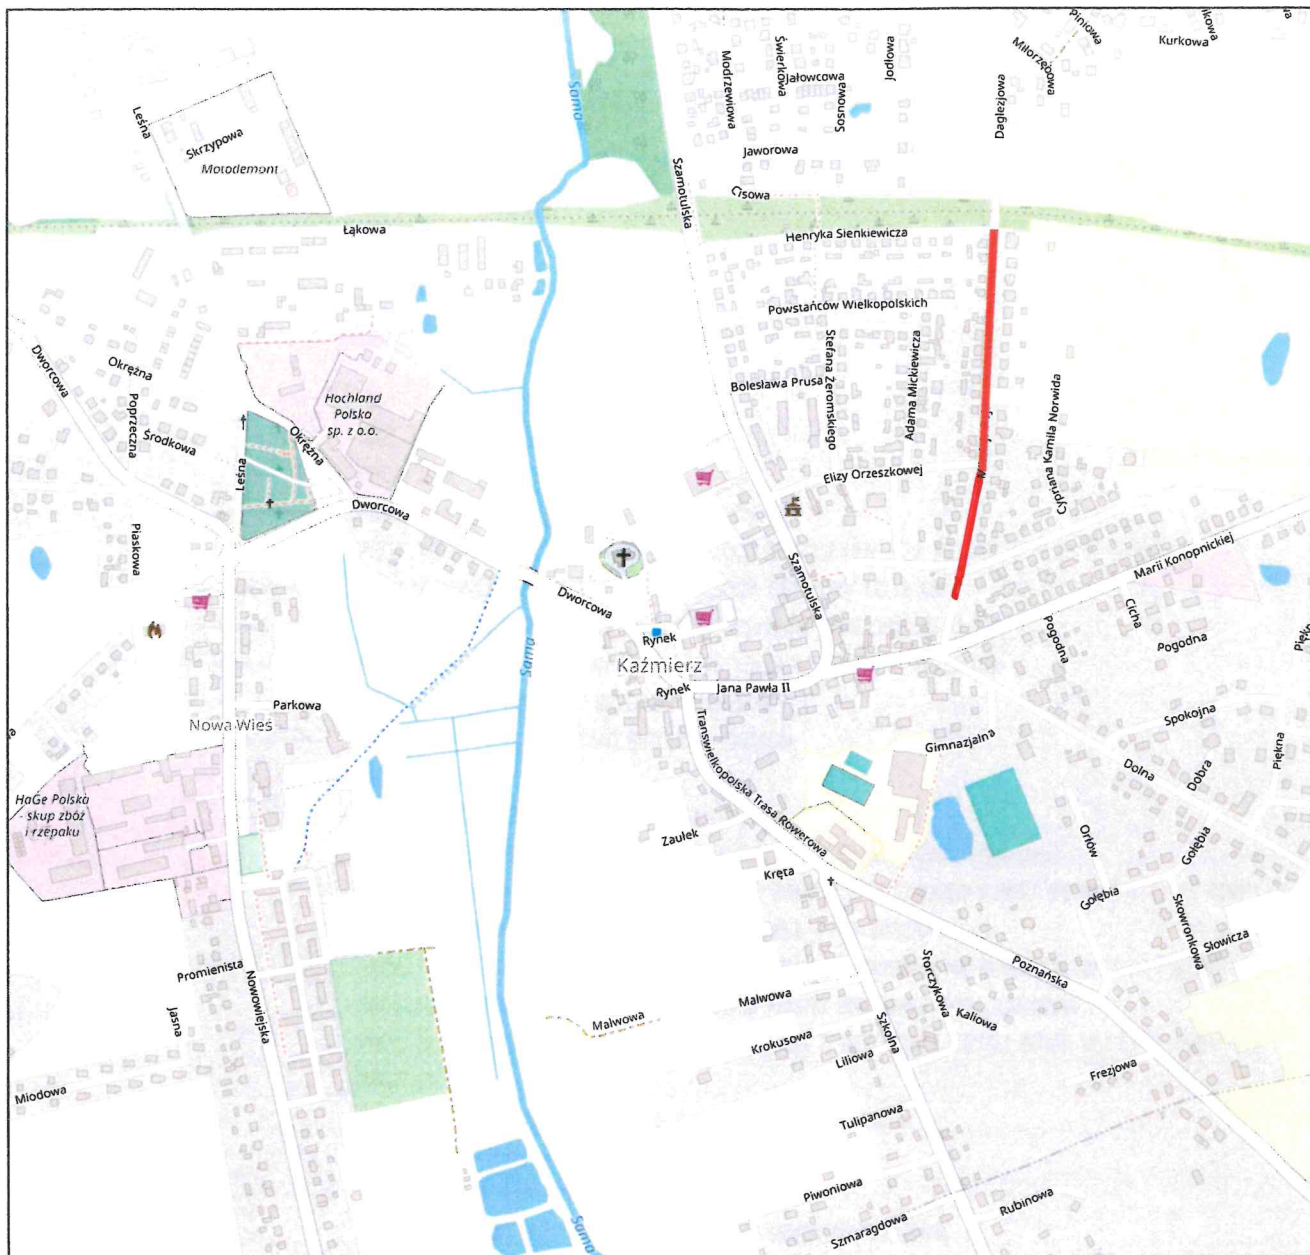 Piniowa
Kurkowa
Miłorzębowa
Modrzewiowa
Świerkowa
Jałowcowa
Sosnowa
Jodłowa
Daglezjowa
Sama
Leśna
Skrzypowa
Motodemont
Jaworowa
Szamotulska
Cisowa
Łąkowa
Henryka Sienkiewicza
Powstańców Wielkopolskich
Dworcowa
Okrężna
Poprzeczna
Środkowa
Hochland
Polska
sp. z o.o.
Okrężna
Leśna
Bolesława Prusa
Stefana Żeromskiego
Adama Mickiewicza
Cypriana Kamila Norwida
Elizy Orzeszkowej
Dworcowa
Piaskowa
Szamotulska
Marii Konopnickiej
Dworcowa
Cicha
Pogodna
Pogodna
Rynek
Kaźmierz
Sama
Rynek
Jana Pawła II
Parkowa
Nowa Wieś
Spokojna
Gimnazjalna
Dolna
Dobra
Piękna
Transwielkopolska Trasa Rowerowa
HaGe Polska
- skup zbóż
i rzepaku
Zaułek
Orłów
Gołębia
Kręta
Gołębia
Skowronkowa
Słowicza
Promienista
Nowowiejska
Jasna
Poznańska
Storczykowa
Malwowa
Kaliowa
Malwowa
Szkolna
Krokusowa
Liliowa
Frezjowa
Miodowa
Tulipanowa
Piwoniowa
Rubinowa
Szmaragdowa
Sama